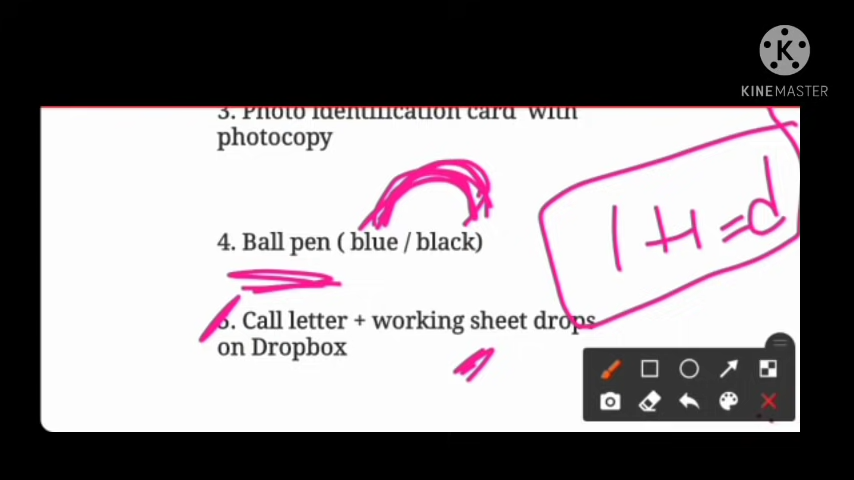 K
KINEMASTER
3. Photo identification card with
photocopy
4. Ball pen ( blue / black)
5. Call letter + working sheet drops
on Dropbox